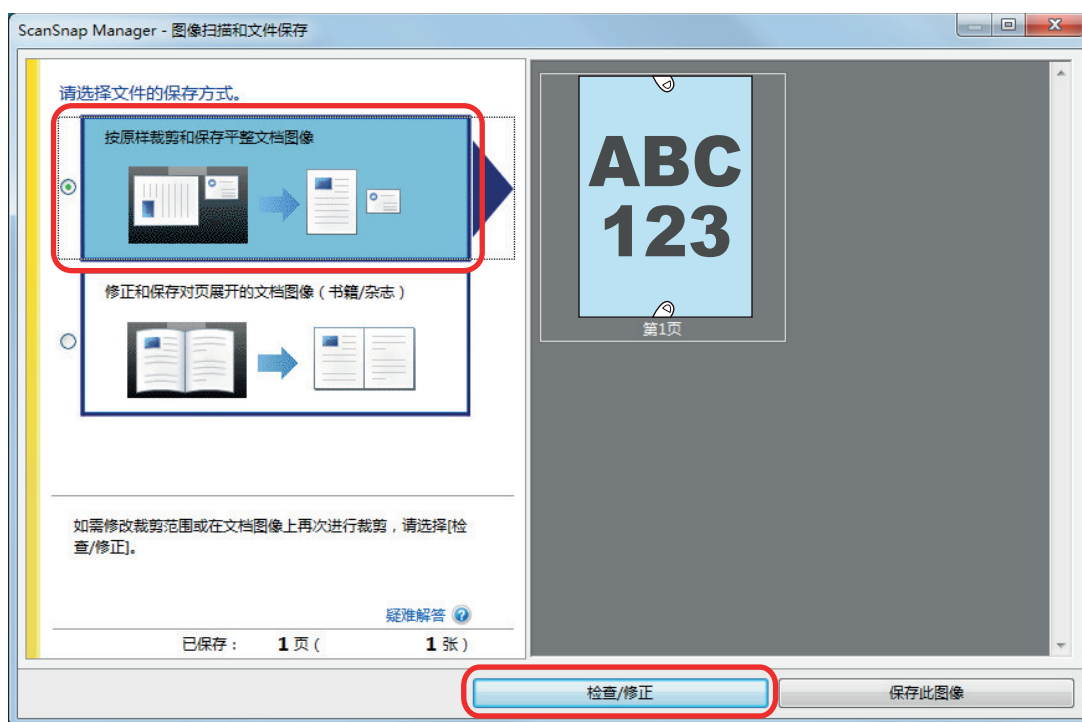 ScanSnap Manager - 图像扫描和文件保存
请选择文件的保存方式。
按原样裁剪和保存平整文档图像
修正和保存对页展开的文档图像（书籍/杂志）
如需修改裁剪范围或在文档图像上再次进行裁剪，请选择[检
查/修正]。
疑难解答
已保存： 1 页（ 1 张）
ABC
123
第1页
检查/修正
保存此图像